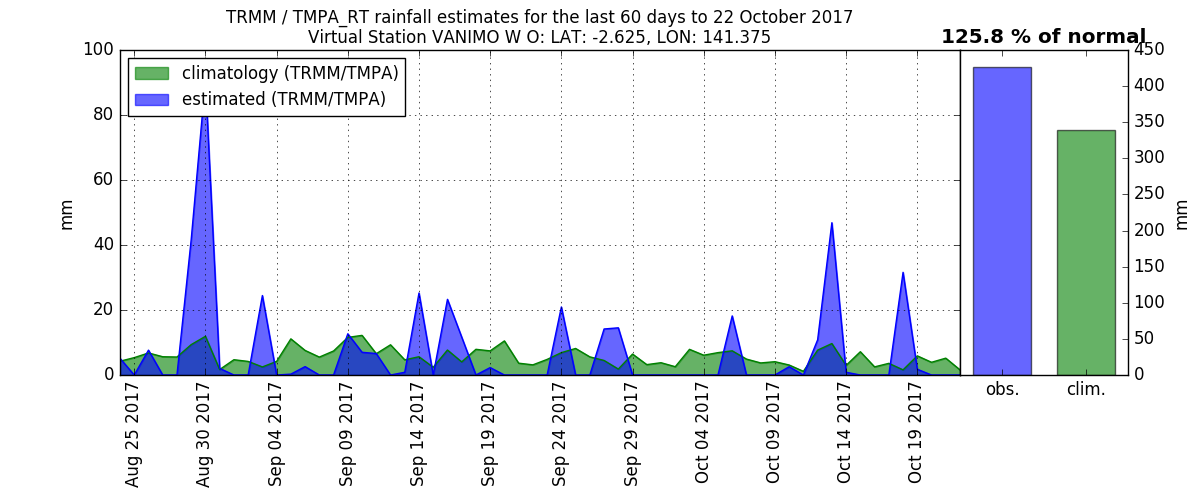 TRMM / TMPA_RT rainfall estimates for the last 60 days to 22 October 2017
Virtual Station VANIMO W O: LAT: -2.625, LON: 141.375
125.8 % of normal
climatology (TRMM/TMPA)
estimated (TRMM/TMPA)
100
80
60
40
20
0
mm
Aug 25 2017
Aug 30 2017
Sep 04 2017
Sep 09 2017
Sep 14 2017
Sep 19 2017
Sep 24 2017
Sep 29 2017
Oct 04 2017
Oct 09 2017
Oct 14 2017
Oct 19 2017
450
400
350
300
250
200
150
100
50
0
mm
obs.
clim.